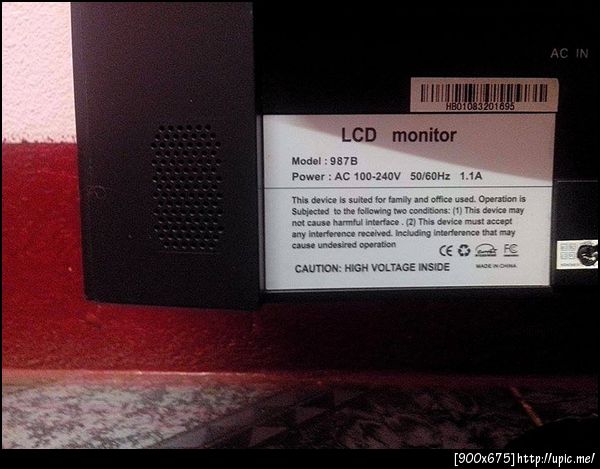 AC IN
HB01083201695
LCD monitor
Model : 987B
Power : AC 100-240V 50/60Hz 1.1A
This device is suited for family and office used. Operation is
Subjected to the following two conditions: (1) This device may
not cause harmful interface . (2) This device must accept
any interference received. Including interference that may
cause undesired operation
CE FC
CAUTION: HIGH VOLTAGE INSIDE
MADE IN CHINA
[900x675]http://upic.me/